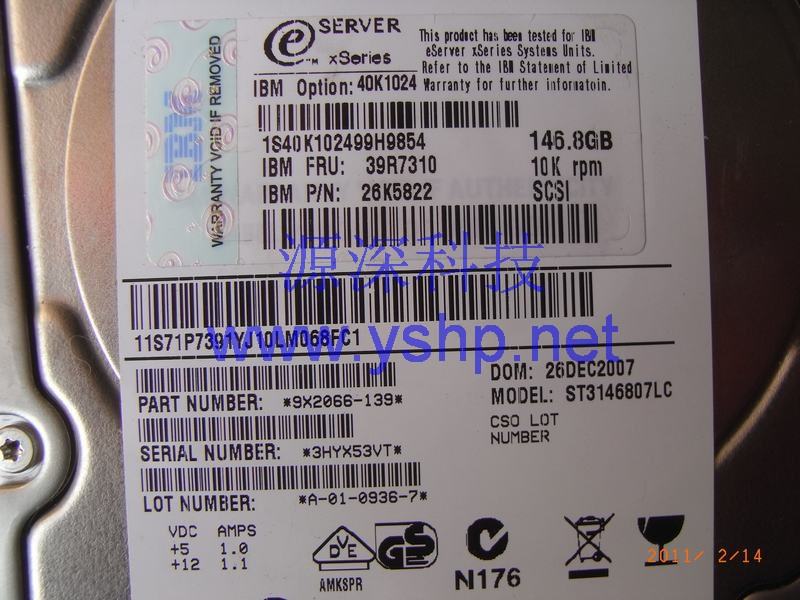 SERVER
xSeries
This product has been tested for IBM
eServer xSeries Systems Units.
Refer to the IBM Statement of Limited
Warranty for further informatoin.
IBM Option: 40K1024
WARRANTY VOID IF REMOVED
IBM
1S40K102499H9854
146.8GB
IBM FRU: 39R7310
10K rpm
IBM P/N: 26K5822
SCSI
源深科技
11S71P7391YJ10LM068FC1
www.yshp.net
PART NUMBER: *9X2066-139*
DOM: 26DEC2007
MODEL: ST3146807LC
CSO LOT
NUMBER
SERIAL NUMBER: *3HYX53VT*
LOT NUMBER: *A-01-0936-7*
VDC AMPS
+5 1.0
+12 1.1
DVE
AMKSPR
GS
N176
2011/ 2/14